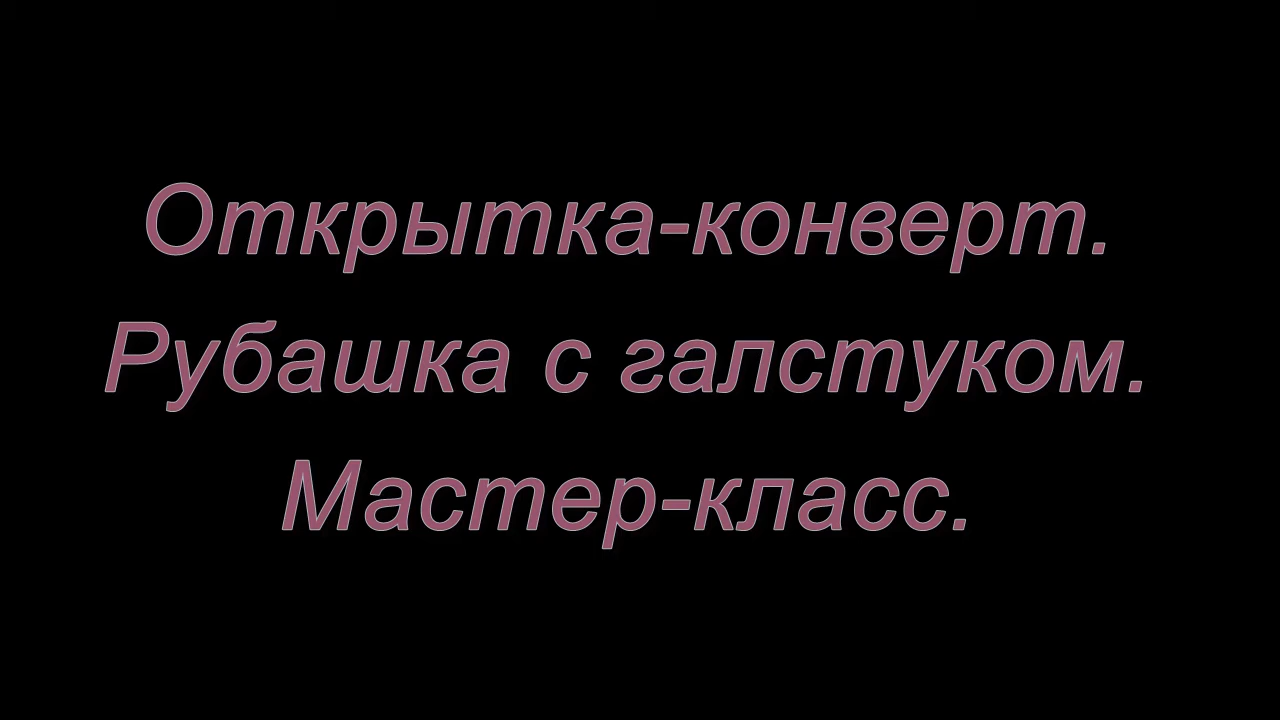 Открытка-конверт.
Рубашка с галстуком.
Мастер-класс.